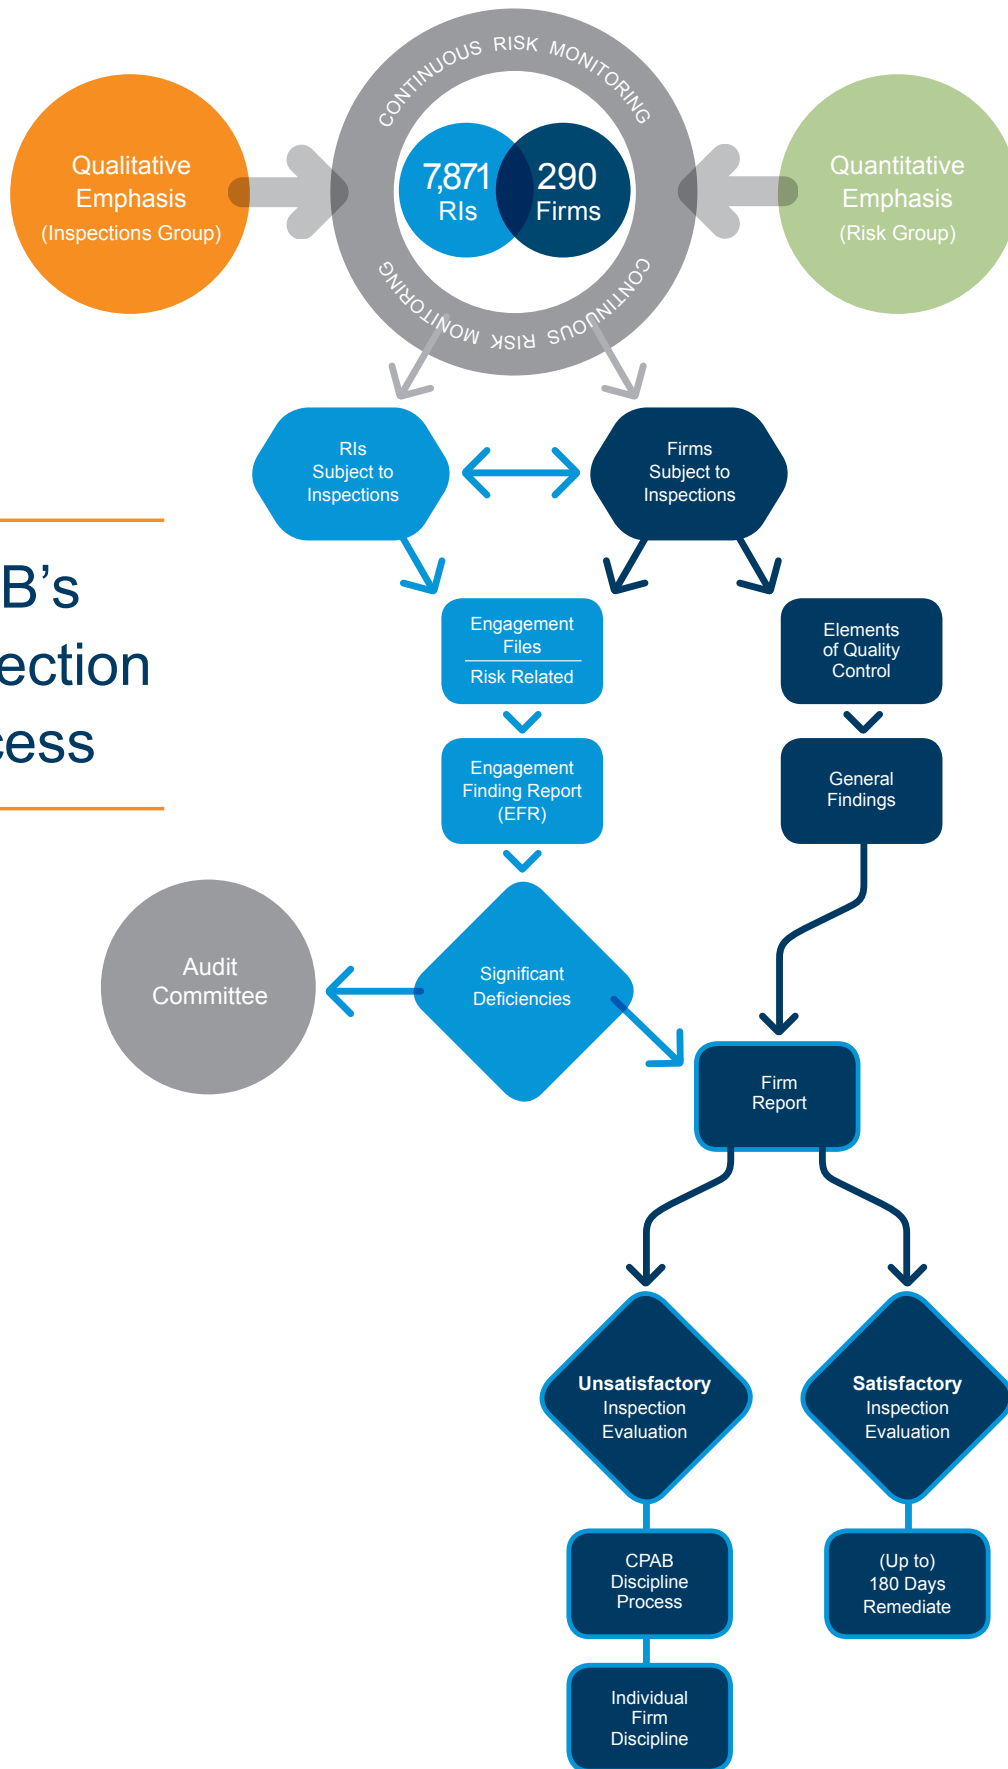 CONTINUOUS RISK MONITORING
Qualitative
Emphasis
(Inspections Group)
7,871
RIs
290
Firms
Quantitative
Emphasis
(Risk Group)
CONTINUOUS RISK MONITORING
RIs
Subject to
Inspections
Firms
Subject to
Inspections
B’s
ection
cess
Engagement
Files
Risk Related
Elements
of Quality
Control
Engagement
Finding Report
(EFR)
General
Findings
Audit
Committee
Significant
Deficiencies
Firm
Report
Unsatisfactory
Inspection
Evaluation
Satisfactory
Inspection
Evaluation
CPAB
Discipline
Process
(Up to)
180 Days
Remediate
Individual
Firm
Discipline